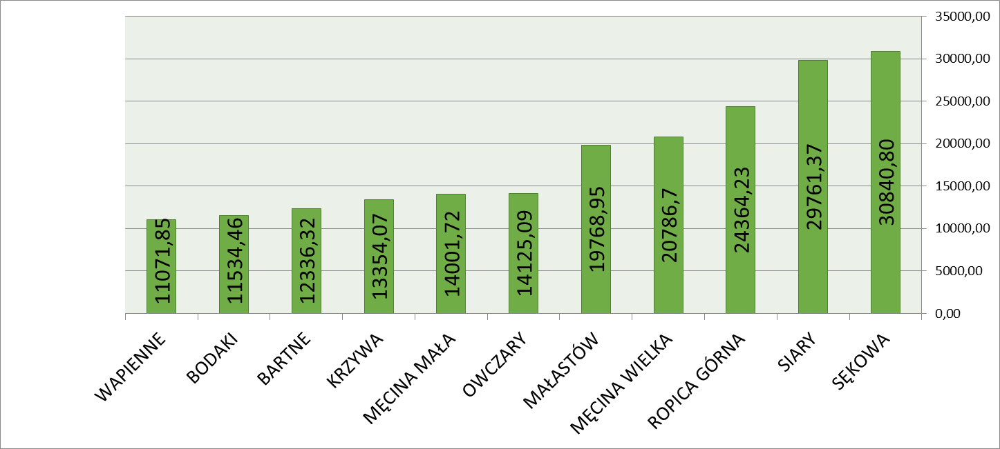 35000,00
30000,00
25000,00
20000,00
15000,00
10000,00
5000,00
0,00
11071,85
11534,46
12336,32
13354,07
14001,72
14125,09
19768,95
20786,7
24364,23
29761,37
30840,80
WAPIENNE
BODAKI
BARTNE
KRZYWA
MĘCINA MAŁA
OWCZARY
MAŁASTÓW
MĘCINA WIELKA
ROPICA GÓRNA
SIARY
SĘKOWA